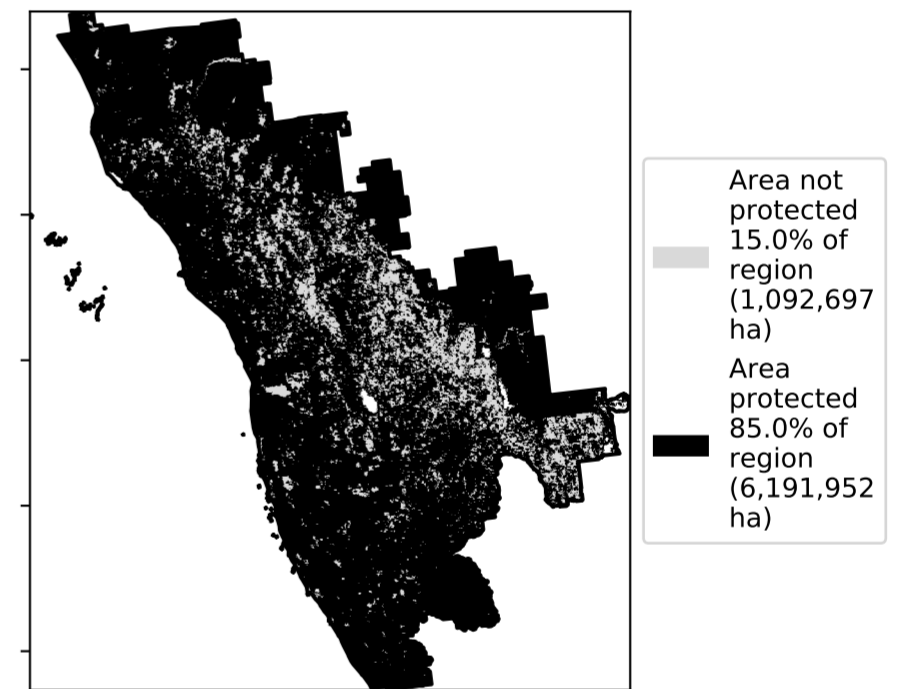 Area not
protected
15.0% of
region
(1,092,697
ha)
Area
protected
85.0% of
region
(6,191,952
ha)